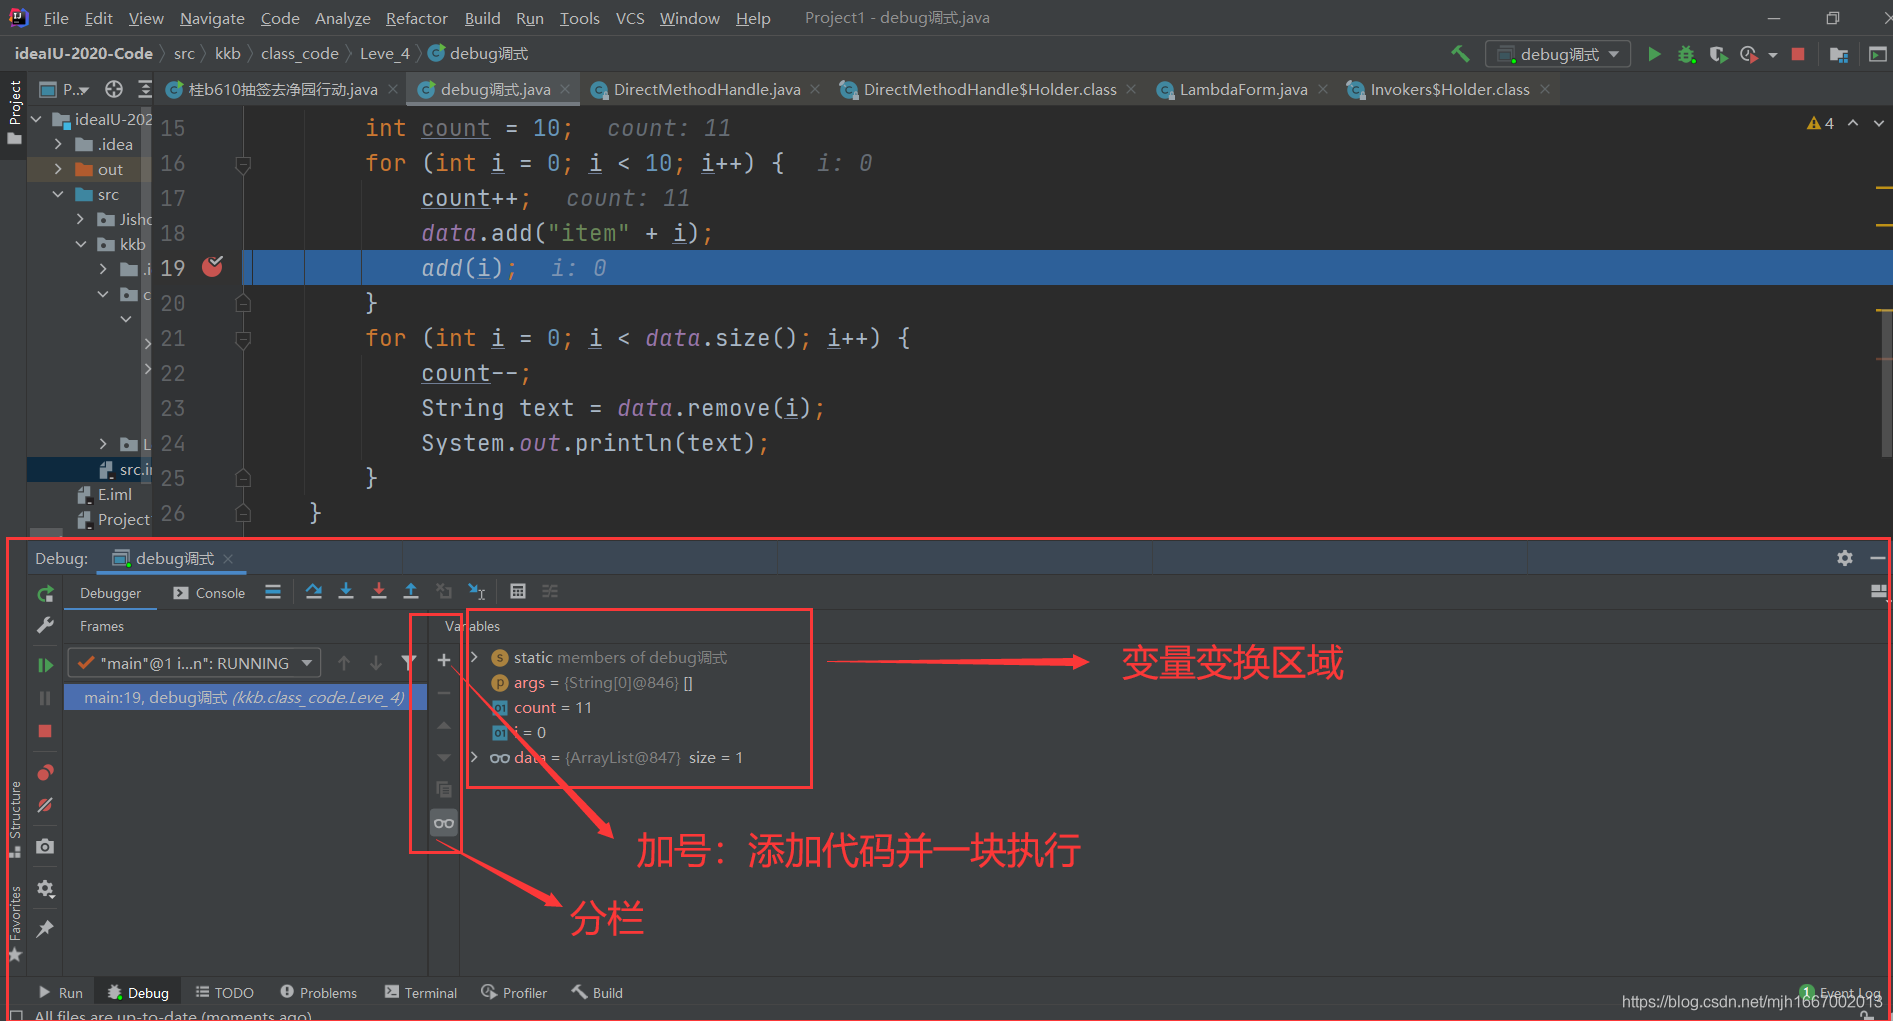 File Edit View Navigate Code Analyze Refactor Build Run Tools VCS Window Help Project1 - debug调式.java
ideaIU-2020-Code src kkb class_code Leve_4 debug调式
debug调式
Project
P...
桂b610抽签去净园行动.java debug调式.java DirectMethodHandle.java DirectMethodHandle$Holder.class LambdaForm.java Invokers$Holder.class
ideaIU-202
.idea
out
src
Jisho
kkb
.i
c
L
src.i
E.iml
Project
4
15 int count = 10; count: 11
16 for (int i = 0; i < 10; i++) { i: 0
17 count++; count: 11
18 data.add("item" + i);
19 add(i); i: 0
20 }
21 for (int i = 0; i < data.size(); i++) {
22 count--;
23 String text = data.remove(i);
24 System.out.println(text);
25 }
26 }
Debug: debug调式
Debugger Console
Frames Variables
"main"@1 i...n": RUNNING
main:19, debug调式 (kkb.class_code.Leve_4)
static members of debug调式
args = {String[0]@846} []
count = 11
i = 0
data = {ArrayList@847} size = 1
变量变换区域
加号：添加代码并一块执行
分栏
Structure
Favorites
Run Debug TODO Problems Terminal Profiler Build
1 Event Log
https://blog.csdn.net/mjh1667002013
All files are up-to-date (moments ago)